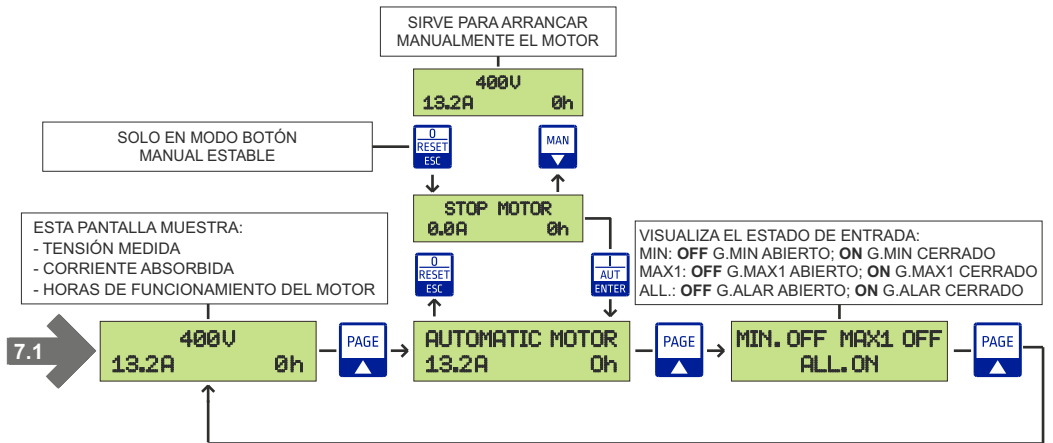 SIRVE PARA ARRANCAR
MANUALMENTE EL MOTOR
400V
13.2A 0h
SOLO EN MODO BOTÓN
MANUAL ESTABLE
0
RESET
ESC
MAN
STOP MOTOR
0.0A 0h
ESTA PANTALLA MUESTRA:
- TENSIÓN MEDIDA
- CORRIENTE ABSORBIDA
- HORAS DE FUNCIONAMIENTO DEL MOTOR
0
RESET
ESC
I
AUT
ENTER
VISUALIZA EL ESTADO DE ENTRADA:
MIN: OFF G.MIN ABIERTO; ON G.MIN CERRADO
MAX1: OFF G.MAX1 ABIERTO; ON G.MAX1 CERRADO
ALL.: OFF G.ALAR ABIERTO; ON G.ALAR CERRADO
7.1
400V
13.2A 0h
PAGE
AUTOMATIC MOTOR
13.2A 0h
PAGE
MIN.OFF MAX1 OFF
ALL.ON
PAGE